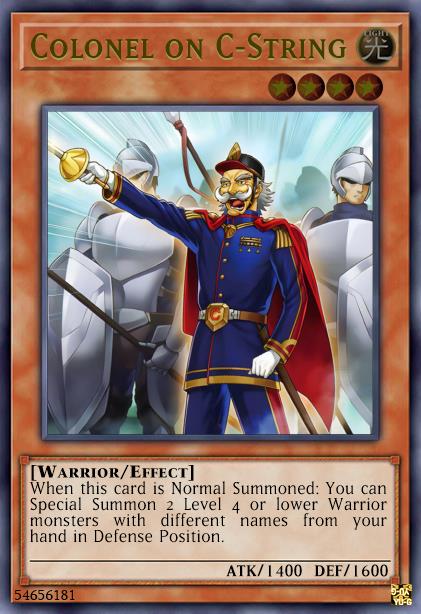 COLONEL ON C-STRING
LIGHT
光
C
[WARRIOR/EFFECT]
When this card is Normal Summoned: You can
Special Summon 2 Level 4 or lower Warrior
monsters with different names from your
hand in Defense Position.
ATK/1400 DEF/1600
54656181